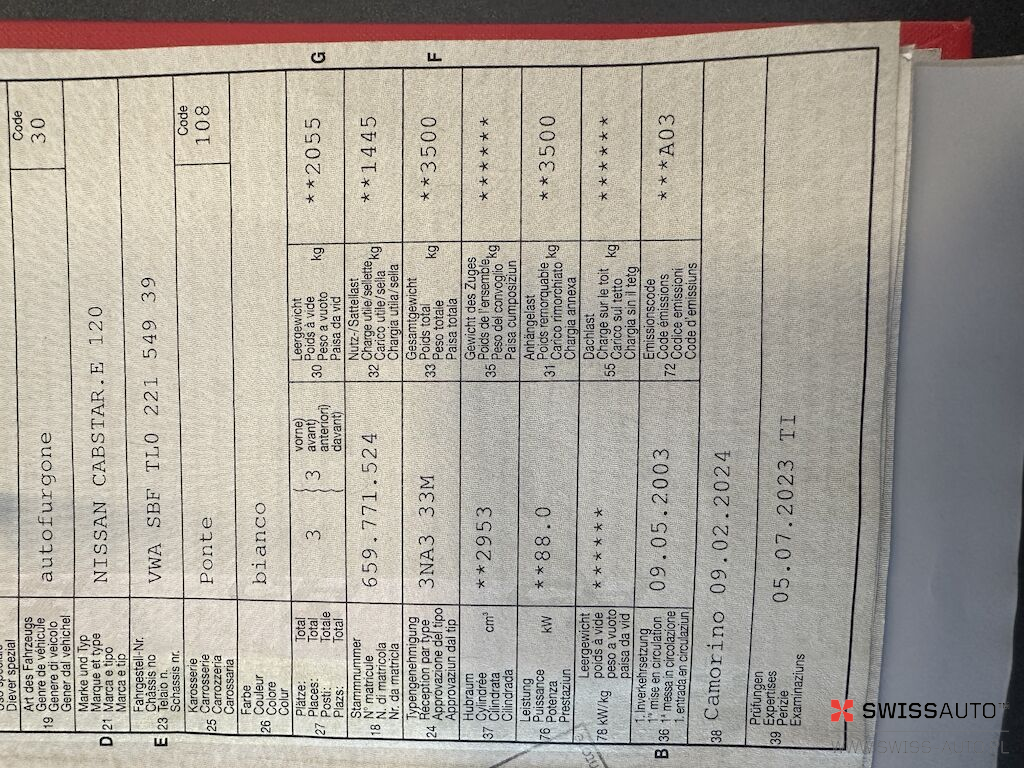 Dever spezial
Art des Fahrzeugs
Genre de véhicule
19 Genere di veicolo
Gener dal vehichel
autofurgone
Code
30
Marke und Typ
Marque et type
D 21 Marca e tipo
Marca e tip
NISSAN CABSTAR.E 120
Fahrgestell-Nr.
Châssis no
E 23 Telaio n.
Schassis nr.
VWA SBF TL0 221 549 39
Karosserie
Carrosserie
25 Carrozzeria
Carossaria
Ponte
Code
108
Farbe
Couleur
26 Colore
Colur
bianco
Plätze: Total
Places: Total
27 Posti: Totale
Plazs: Total
3
3
vorne)
avant)
anteriori)
davant)
Leergewicht
Poids à vide
30 Peso a vuoto kg
Paisa da vid
**2055
G
Stammnummer
N° matricule
18 N. di matricola
Nr. da matricla
659.771.524
Nutz-/Sattellast
Charge utile/sellette kg
32 Carico utile/sella
Chargia utila/sella
**1445
Typengenehmigung
Réception par type
24 Approvazione del tipo
Approvaziun dal tip
3NA3 33M
Gesamtgewicht
Poids total kg
33 Peso totale
Paisa totala
**3500
F
Hubraum
Cylindrée
37 Cilindrata cm³
Cilindrada
**2953
Gewicht des Zuges
Poids de l'ensemble kg
35 Peso del convoglio
Paisa cumposiziun
******
Leistung
Puissance
76 Potenza kW
Prestaziun
**88.0
Anhängelast
Poids remorquable kg
31 Carico rimorchiato
Chargia annexa
**3500
Leergewicht
poids à vide
78 kW/kg peso a vuoto
paisa da vid
******
Dachlast
Charge sur le toit kg
55 Carico sul tetto
Chargia sin il tetg
******
1. Inverkehrsetzung
1re mise en circulation
B 36 1a messa in circolazione
1. entrada en circulaziun
09.05.2003
Emissionscode
Code émissions
72 Codice emissioni
Code d'emissiuns
***A03
38 Camorino 09.02.2024
Prüfungen
Expertises
39 Perizie
Examinaziuns
05.07.2023 TI
SWISSAUTO